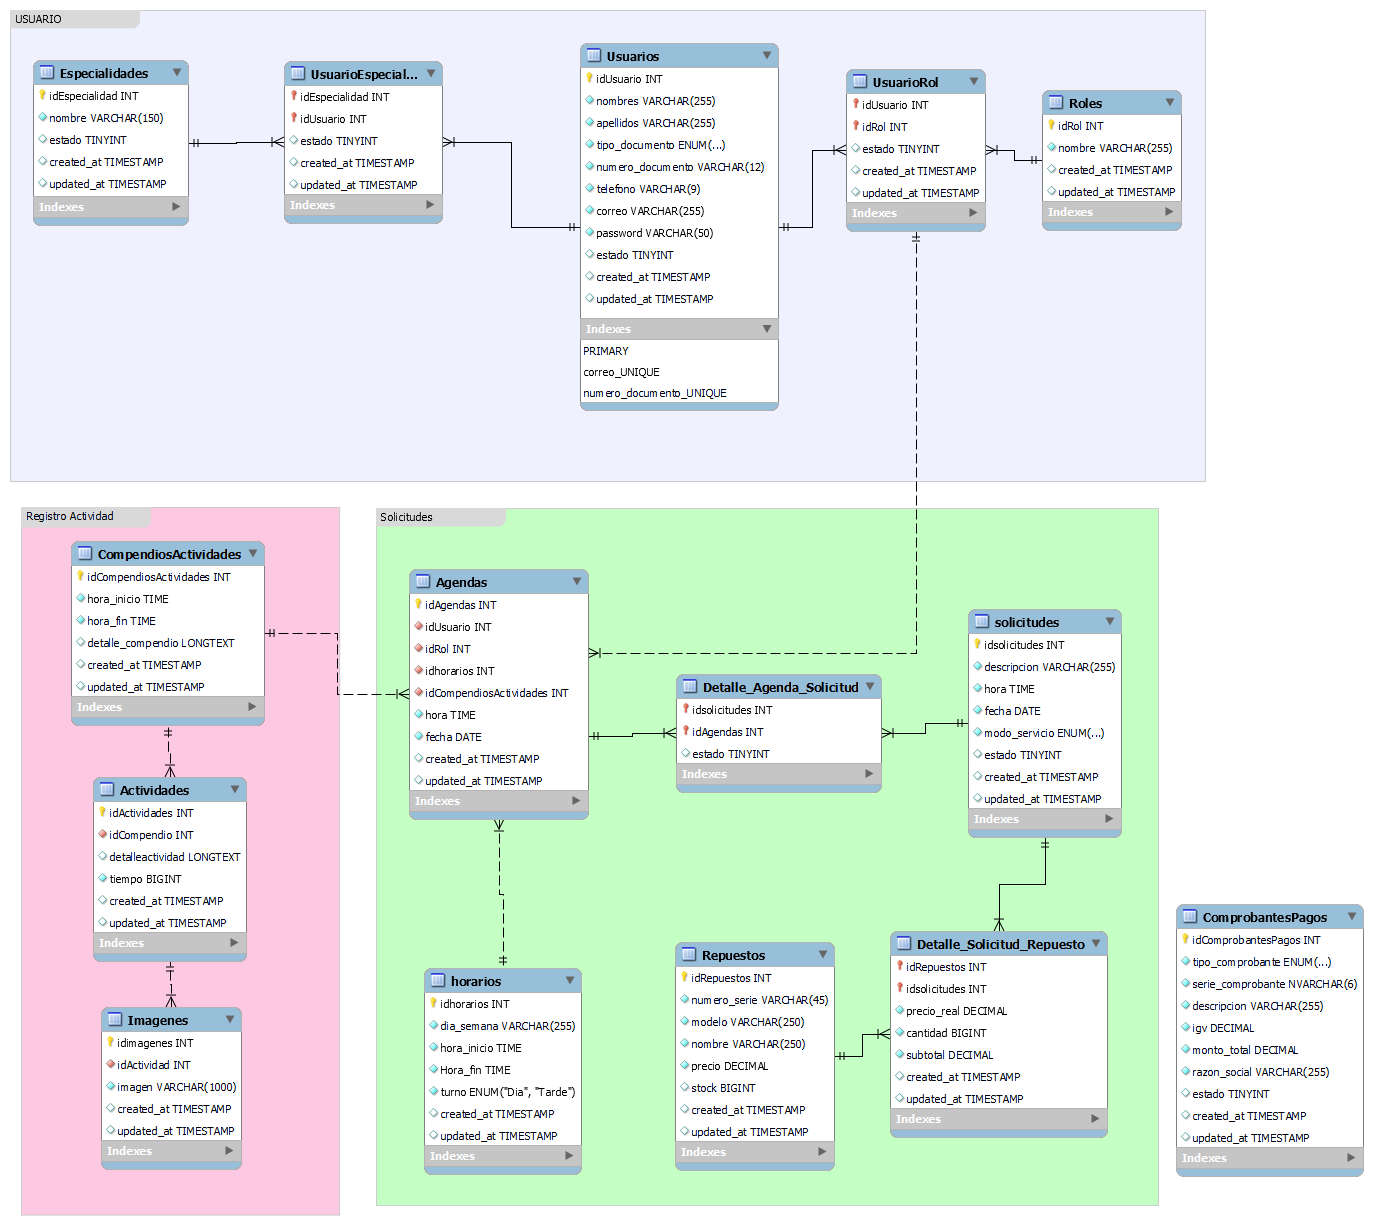 USUARIO
Especialidades
idEspecialidad INT
nombre VARCHAR(150)
estado TINYINT
created_at TIMESTAMP
updated_at TIMESTAMP
Indexes
UsuarioEspecial...
idEspecialidad INT
idUsuario INT
estado TINYINT
created_at TIMESTAMP
updated_at TIMESTAMP
Indexes
Usuarios
idUsuario INT
nombres VARCHAR(255)
apellidos VARCHAR(255)
tipo_documento ENUM(...)
numero_documento VARCHAR(12)
telefono VARCHAR(9)
correo VARCHAR(255)
password VARCHAR(50)
estado TINYINT
created_at TIMESTAMP
updated_at TIMESTAMP
Indexes
PRIMARY
correo_UNIQUE
numero_documento_UNIQUE
UsuarioRol
idUsuario INT
idRol INT
estado TINYINT
created_at TIMESTAMP
updated_at TIMESTAMP
Indexes
Roles
idRol INT
nombre VARCHAR(255)
created_at TIMESTAMP
updated_at TIMESTAMP
Indexes
Registro Actividad
CompendiosActividades
idCompendiosActividades INT
hora_inicio TIME
hora_fin TIME
detalle_compendio LONGTEXT
created_at TIMESTAMP
updated_at TIMESTAMP
Indexes
Actividades
idActividades INT
idCompendio INT
detalleactividad LONGTEXT
tiempo BIGINT
created_at TIMESTAMP
updated_at TIMESTAMP
Indexes
Imagenes
idimagenes INT
idActividad INT
imagen VARCHAR(1000)
created_at TIMESTAMP
updated_at TIMESTAMP
Indexes
Solicitudes
Agendas
idAgendas INT
idUsuario INT
idRol INT
idhorarios INT
idCompendiosActividades INT
hora TIME
fecha DATE
created_at TIMESTAMP
updated_at TIMESTAMP
Indexes
Detalle_Agenda_Solicitud
idsolicitudes INT
idAgendas INT
estado TINYINT
Indexes
solicitudes
idsolicitudes INT
descripcion VARCHAR(255)
hora TIME
fecha DATE
modo_servicio ENUM(...)
estado TINYINT
created_at TIMESTAMP
updated_at TIMESTAMP
Indexes
horarios
idhorarios INT
dia_semana VARCHAR(255)
hora_inicio TIME
Hora_fin TIME
turno ENUM("Dia", "Tarde")
created_at TIMESTAMP
updated_at TIMESTAMP
Indexes
Repuestos
idRepuestos INT
numero_serie VARCHAR(45)
modelo VARCHAR(250)
nombre VARCHAR(250)
precio DECIMAL
stock BIGINT
created_at TIMESTAMP
updated_at TIMESTAMP
Indexes
Detalle_Solicitud_Repuesto
idRepuestos INT
idsolicitudes INT
precio_real DECIMAL
cantidad BIGINT
subtotal DECIMAL
created_at TIMESTAMP
updated_at TIMESTAMP
Indexes
ComprobantesPagos
idComprobantesPagos INT
tipo_comprobante ENUM(...)
serie_comprobante NVARCHAR(6)
descripcion VARCHAR(255)
igv DECIMAL
monto_total DECIMAL
razon_social VARCHAR(255)
estado TINYINT
created_at TIMESTAMP
updated_at TIMESTAMP
Indexes